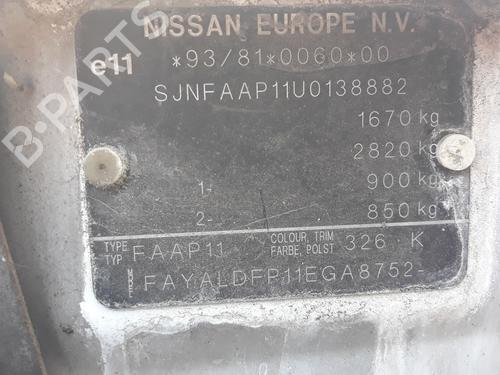 NISSAN EUROPE N.V.
e11 *93/81*0060*00
SJNFAAP11U0138882
1670 kg
2820 kg
1- 900 kg
2- 850 kg
TYPE TYP FAAP11 COLOUR, TRIM FARBE, POLST 326 K
FAYALDFP11EGA8752-
B-PARTS